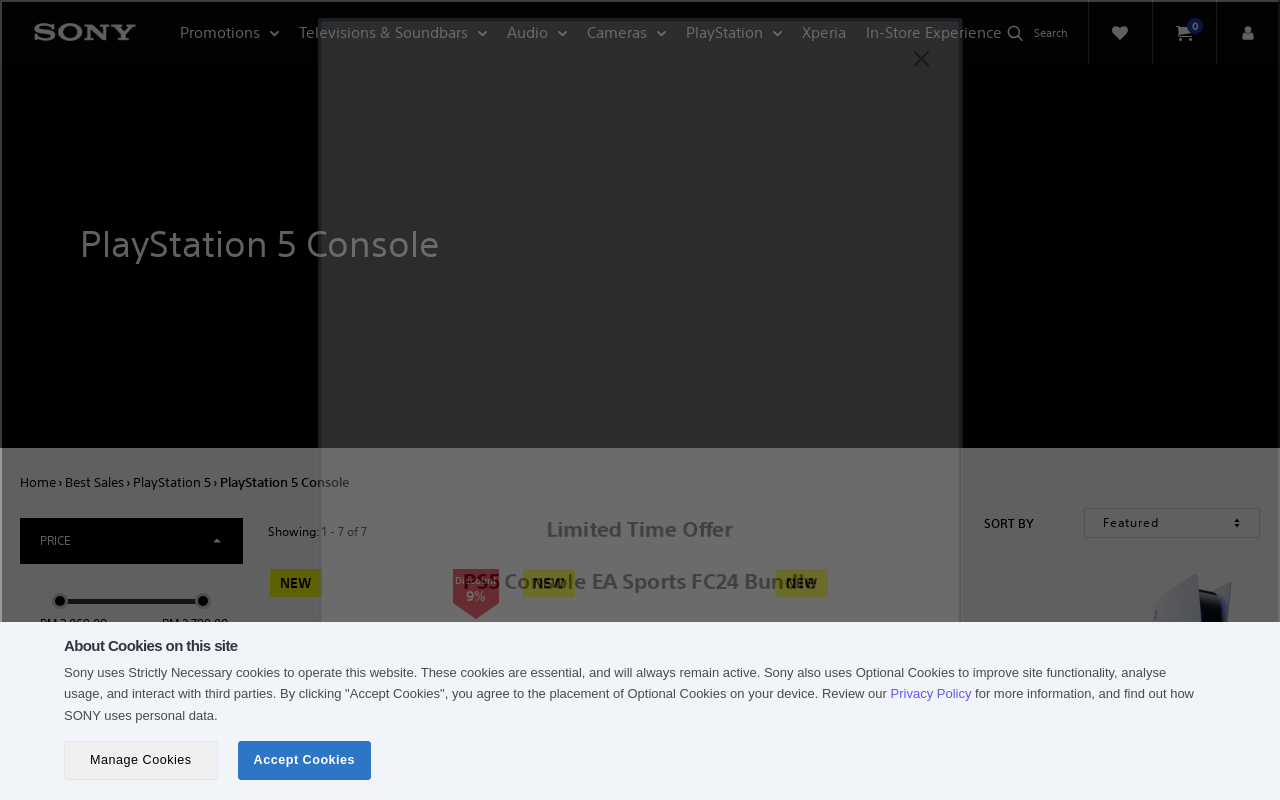 SONY
Promotions
Televisions & Soundbars
Audio
Cameras
PlayStation
Xperia
In-Store Experience
Search
0
PlayStation 5 Console
Home › Best Sales › PlayStation 5 › PlayStation 5 Console
PRICE
Showing: 1 - 7 of 7
SORT BY
Featured
Limited Time Offer
PS5 Console EA Sports FC24 Bundle
NEW
Discount
9%
NEW
NEW
About Cookies on this site
Sony uses Strictly Necessary cookies to operate this website. These cookies are essential, and will always remain active. Sony also uses Optional Cookies to improve site functionality, analyse
usage, and interact with third parties. By clicking "Accept Cookies", you agree to the placement of Optional Cookies on your device. Review our Privacy Policy for more information, and find out how
SONY uses personal data.
Manage Cookies
Accept Cookies